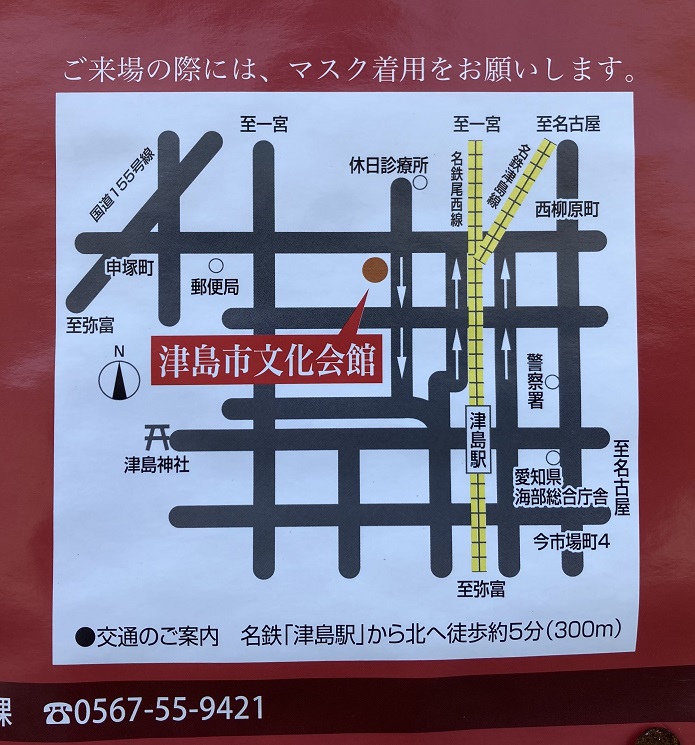 ご来場の際には、マスク着用をお願いします。
至一宮
至一宮
至名古屋
国道155号線
休日診療所
名鉄尾西線
名鉄津島線
西柳原町
申塚町
郵便局
至弥富
津島市文化会館
N
警察署
津島駅
津島神社
愛知県
海部総合庁舎
至名古屋
今市場町4
至弥富
●交通のご案内 名鉄「津島駅」から北へ徒歩約5分(300m)
課 ☎0567-55-9421